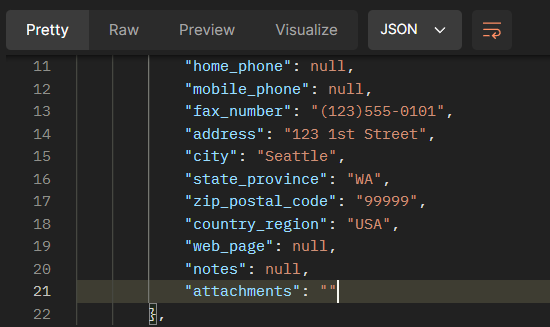 Pretty Raw Preview Visualize JSON
11 "home_phone": null,
12 "mobile_phone": null,
13 "fax_number": "(123)555-0101",
14 "address": "123 1st Street",
15 "city": "Seattle",
16 "state_province": "WA",
17 "zip_postal_code": "99999",
18 "country_region": "USA",
19 "web_page": null,
20 "notes": null,
21 "attachments": ""
22 },